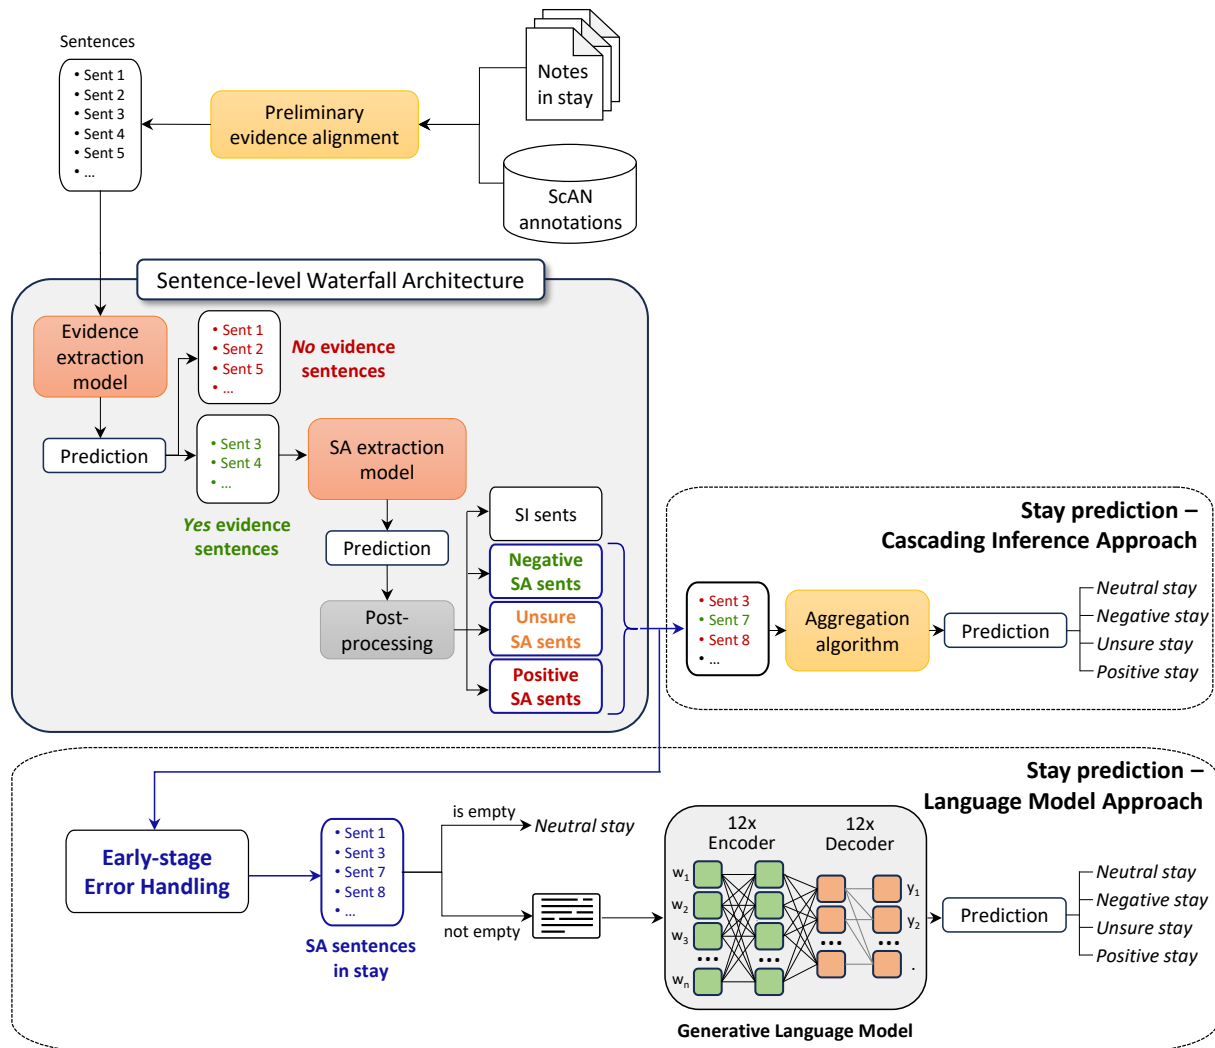 Sentences
• Sent 1
• Sent 2
• Sent 3
• Sent 4
• Sent 5
• ...
Preliminary
evidence alignment
Notes
in stay
ScAN
annotations
Sentence-level Waterfall Architecture
Evidence
extraction
model
Prediction
• Sent 1
• Sent 2
• Sent 5
• ...
No evidence
sentences
• Sent 3
• Sent 4
• ...
Yes evidence
sentences
SA extraction
model
Prediction
Post-
processing
SI sents
Negative
SA sents
Unsure
SA sents
Positive
SA sents
Stay prediction –
Cascading Inference Approach
• Sent 3
• Sent 7
• Sent 8
• ...
Aggregation
algorithm
Prediction
Neutral stay
Negative stay
Unsure stay
Positive stay
Stay prediction –
Language Model Approach
Early-stage
Error Handling
• Sent 1
• Sent 3
• Sent 7
• Sent 8
• ...
SA sentences
in stay
is empty
Neutral stay
not empty
12x
Encoder
12x
Decoder
w1
w2
w3
...
wn
...
...
...
y1
y2
.
Generative Language Model
Prediction
Neutral stay
Negative stay
Unsure stay
Positive stay